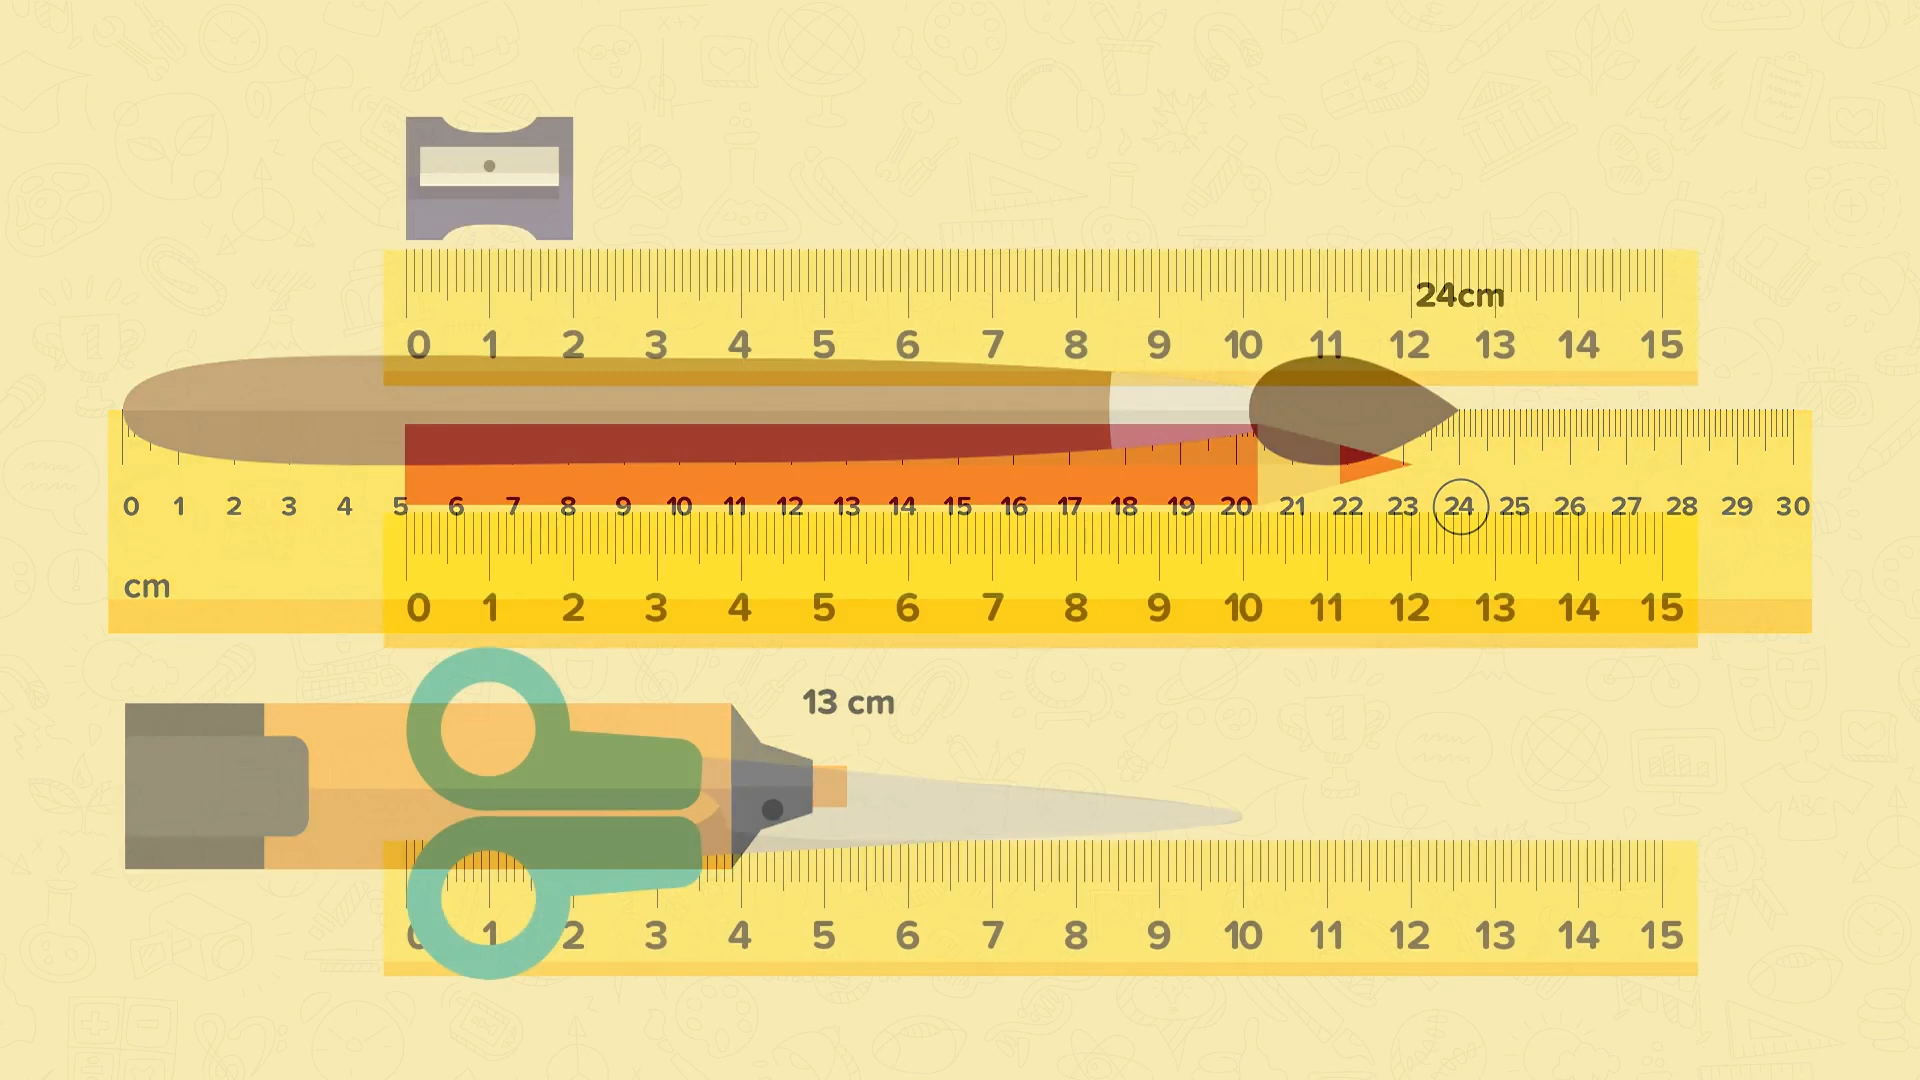 24cm
0 1 2 3 4 5 6 7 8 9 10 11 12 13 14 15
0 1 2 3 4 5 6 7 8 9 10 11 12 13 14 15 16 17 18 19 20 21 22 23 24 25 26 27 28 29 30
cm
0 1 2 3 4 5 6 7 8 9 10 11 12 13 14 15
13 cm
0 1 2 3 4 5 6 7 8 9 10 11 12 13 14 15